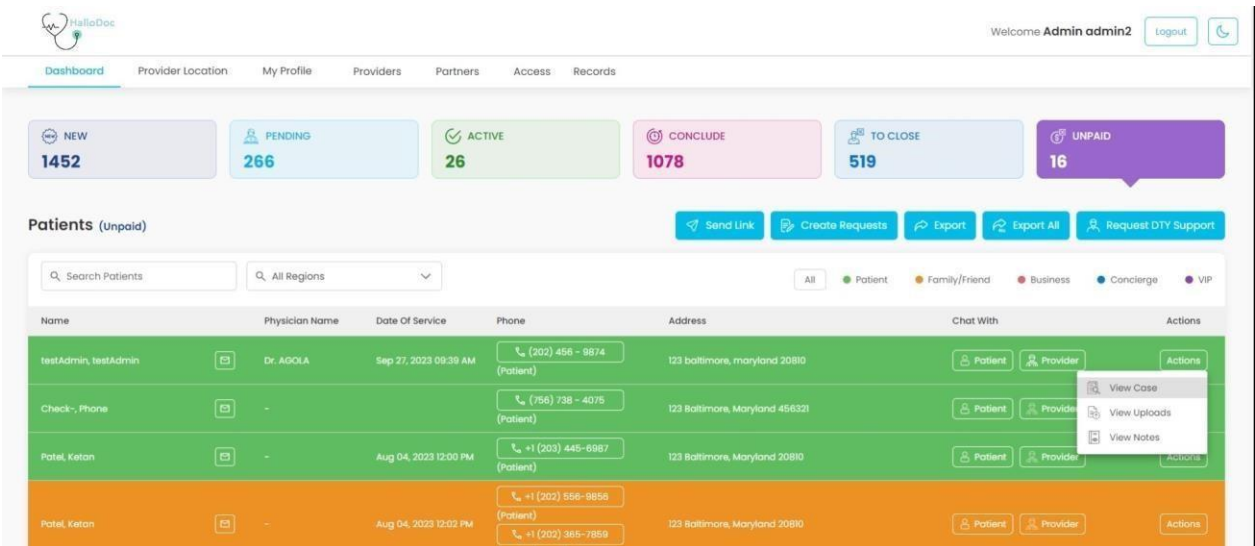 HalloDoc
Welcome Admin admin2 Logout
Dashboard Provider Location My Profile Providers Partners Access Records
NEW PENDING ACTIVE CONCLUDE TO CLOSE UNPAID
1452 266 26 1078 519 16
Patients (Unpaid) Send Link Create Requests Export Export All Request DTY Support
Search Patients All Regions All Patient Family/Friend Business Concierge VIP
Name Physician Name Date Of Service Phone Address Chat With Actions
testAdmin, testAdmin Dr. AGOLA Sep 27, 2023 09:39 AM (202) 456 - 9874 123 baltimore, maryland 20810 Patient Provider Actions
(Patient)
View Case
Check-, Phone - (756) 738 - 4075 123 Baltimore, Maryland 456321 Patient Provide
(Patient)
View Uploads
View Notes
Patel, Ketan - Aug 04, 2023 12:00 PM +1 (203) 445-6987 123 Baltimore, Maryland 20810 Patient Provider Actions
(Patient)
+1 (202) 556-9856
(Patient)
Patel, Ketan - Aug 04, 2023 12:02 PM 123 Baltimore, Maryland 20810 Patient Provider Actions
+1 (202) 365-7859